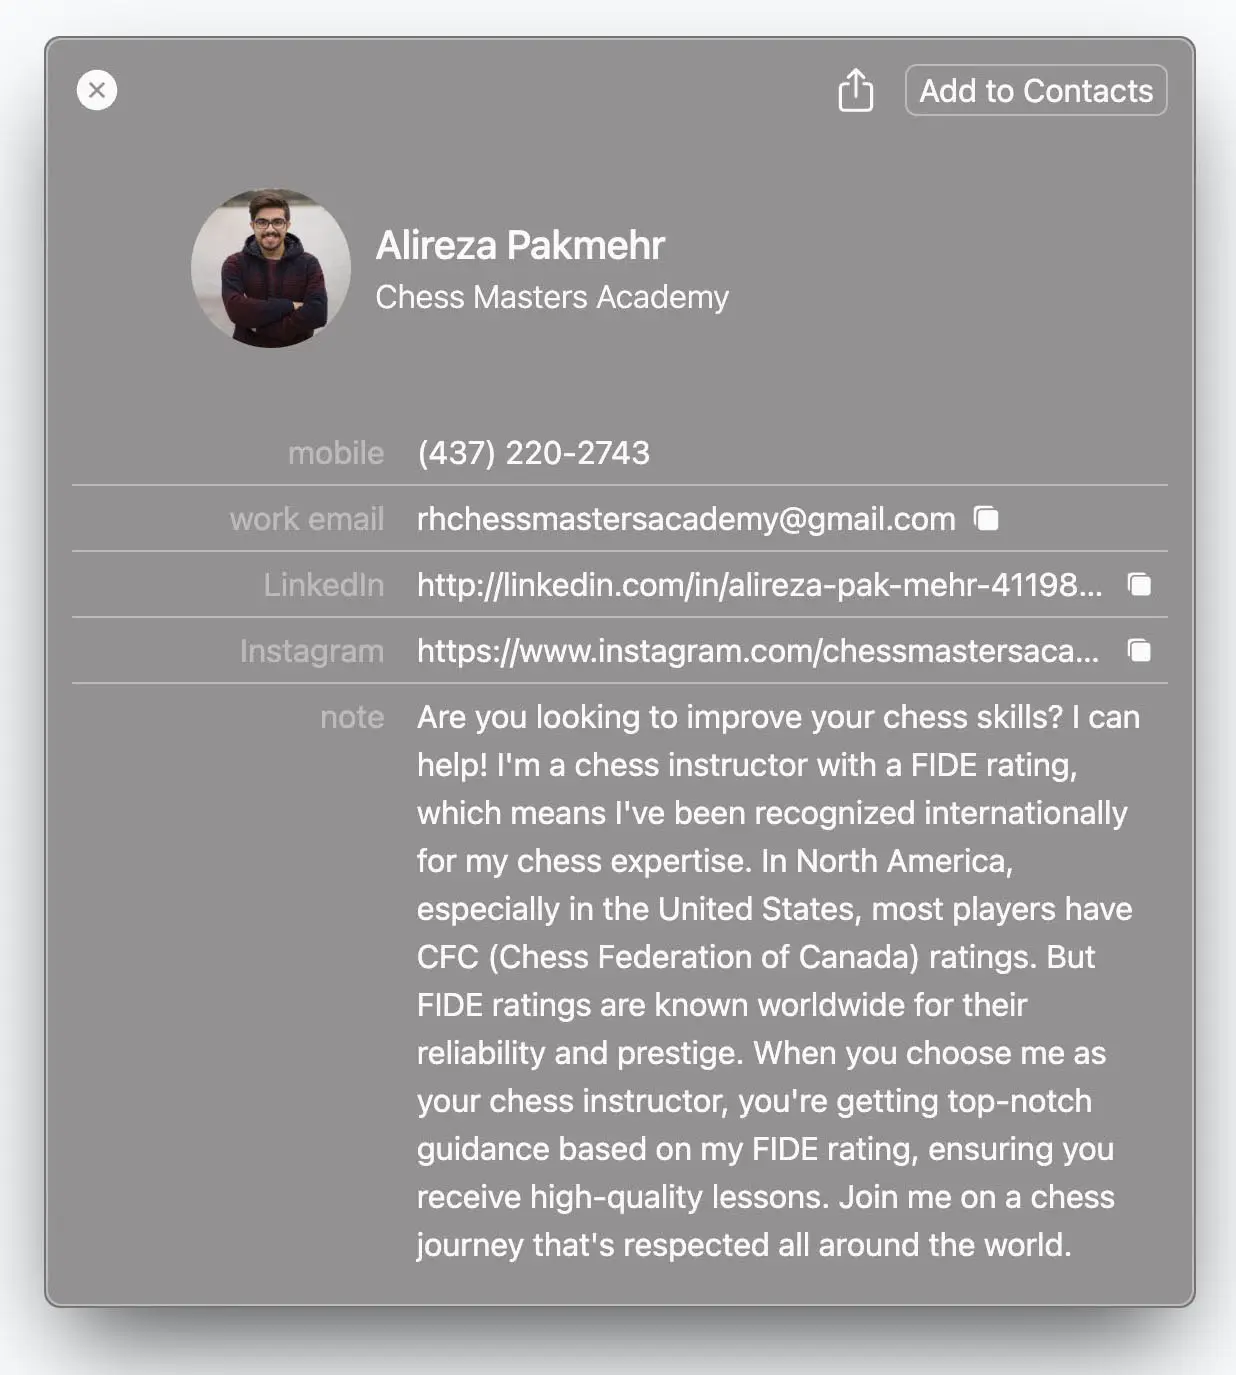 Add to Contacts
Alireza Pakmehr
Chess Masters Academy
mobile (437) 220-2743
work email rhchessmastersacademy@gmail.com
LinkedIn http://linkedin.com/in/alireza-pak-mehr-41198...
Instagram https://www.instagram.com/chessmastersaca...
note Are you looking to improve your chess skills? I can
help! I'm a chess instructor with a FIDE rating,
which means I've been recognized internationally
for my chess expertise. In North America,
especially in the United States, most players have
CFC (Chess Federation of Canada) ratings. But
FIDE ratings are known worldwide for their
reliability and prestige. When you choose me as
your chess instructor, you're getting top-notch
guidance based on my FIDE rating, ensuring you
receive high-quality lessons. Join me on a chess
journey that's respected all around the world.